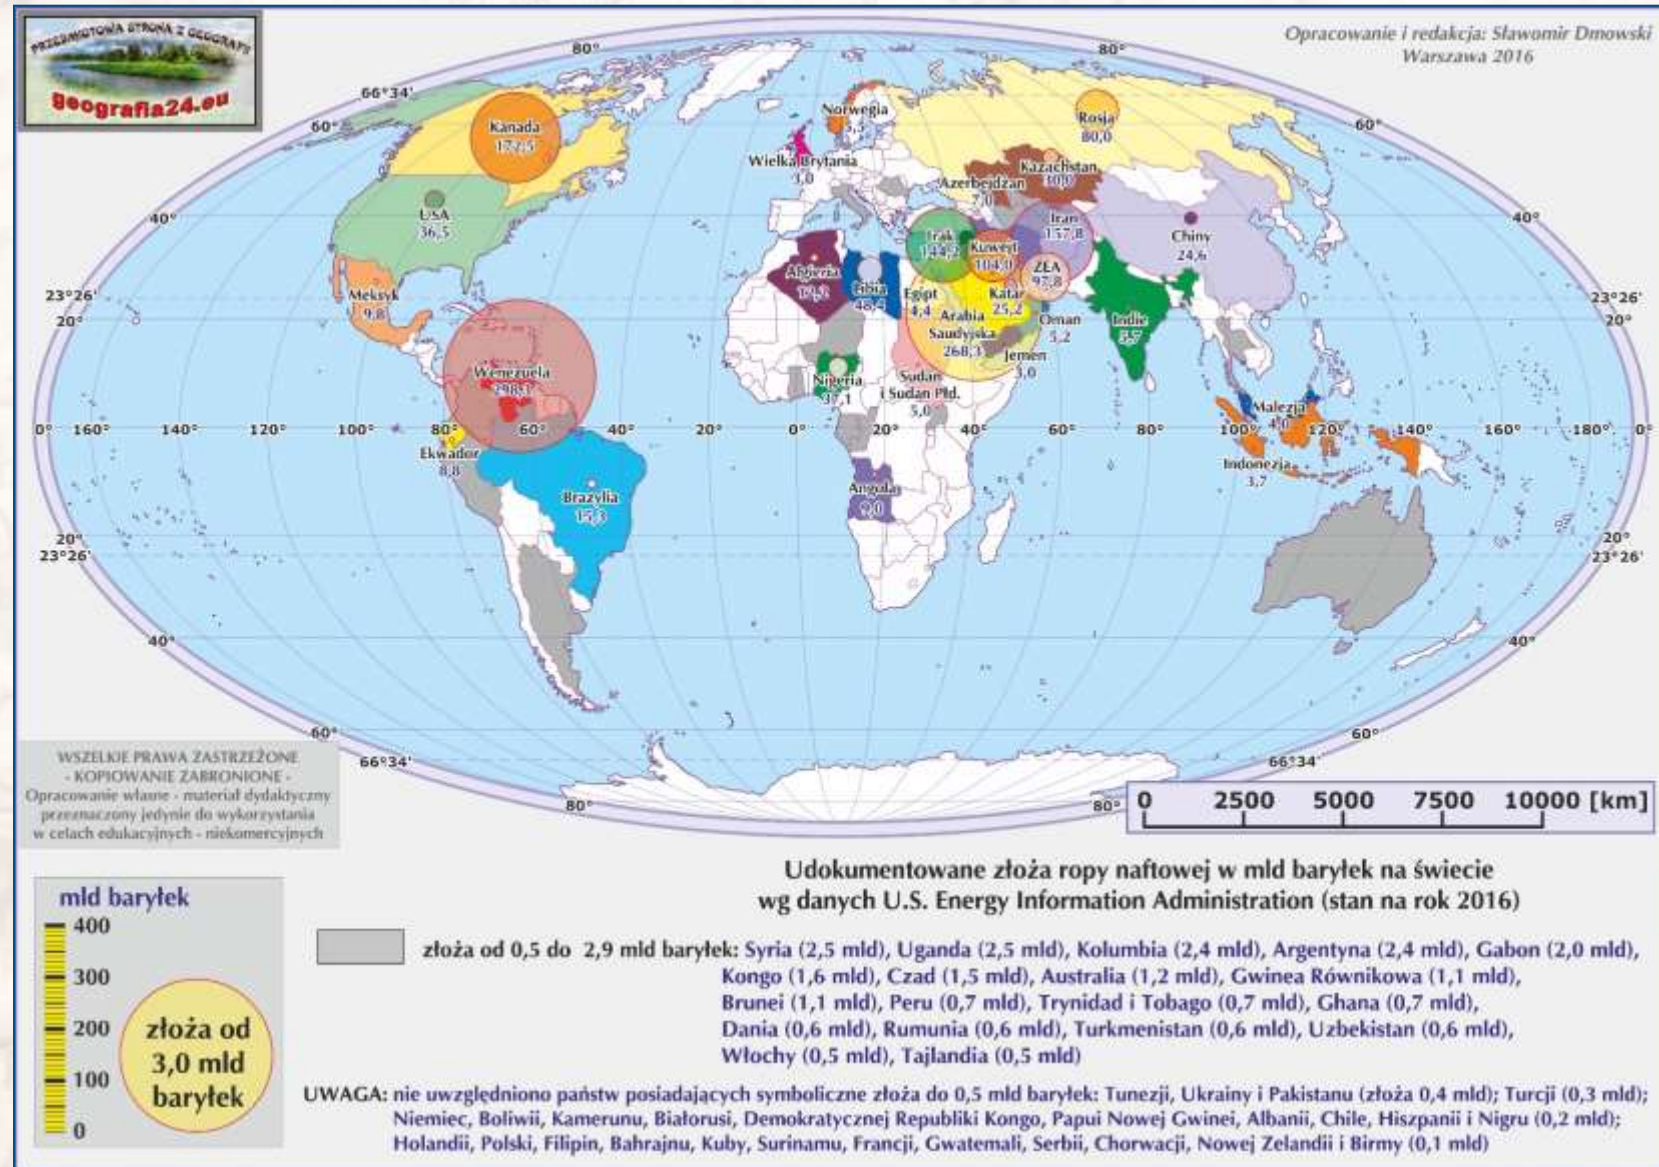 PRZEDMIOTOWA STRONA Z GEOGRAFII
geografia24.eu
Opracowanie i redakcja: Sławomir Dmowski
Warszawa 2016
80°
80°
66°34'
60°
60°
Norwegia
5,5
Rosja
80,0
Kanada
172,5
Wielka Brytania
3,0
Kazachstan
30,0
Azerbejdżan
7,0
40°
40°
USA
36,5
Irak
144,2
Iran
157,8
Kuwejt
104,0
Chiny
24,6
ZEA
97,8
Algieria
12,2
Libia
48,4
Egipt
4,4
Katar
25,2
Meksyk
9,8
23°26'
23°26'
20°
20°
Arabia
Saudyjska
268,3
Oman
5,2
Indie
5,7
Jemen
3,0
Wenezuela
298,3
Nigeria
37,1
Sudan
i Sudan Płd.
5,0
Malezja
4,0
0° 160° 140° 120° 100° 80° 60° 40° 20° 0° 20° 40° 60° 80° 100° 120° 140° 160° 180° 0°
Ekwador
8,8
Indonezja
3,7
Brazylia
15,3
Angola
9,0
20°
20°
23°26'
23°26'
40°
40°
60°
60°
66°34'
66°34'
80°
80°
WSZELKIE PRAWA ZASTRZEŻONE
- KOPIOWANIE ZABRONIONE -
Opracowanie własne - materiał dydaktyczny
przeznaczony jedynie do wykorzystania
w celach edukacyjnych - niekomercyjnych
0 2500 5000 7500 10000 [km]
Udokumentowane złoża ropy naftowej w mld baryłek na świecie
wg danych U.S. Energy Information Administration (stan na rok 2016)
mld baryłek
400
300
200
100
0
złoża od
3,0 mld
baryłek
złoża od 0,5 do 2,9 mld baryłek: Syria (2,5 mld), Uganda (2,5 mld), Kolumbia (2,4 mld), Argentyna (2,4 mld), Gabon (2,0 mld),
Kongo (1,6 mld), Czad (1,5 mld), Australia (1,2 mld), Gwinea Równikowa (1,1 mld),
Brunei (1,1 mld), Peru (0,7 mld), Trynidad i Tobago (0,7 mld), Ghana (0,7 mld),
Dania (0,6 mld), Rumunia (0,6 mld), Turkmenistan (0,6 mld), Uzbekistan (0,6 mld),
Włochy (0,5 mld), Tajlandia (0,5 mld)
UWAGA: nie uwzględniono państw posiadających symboliczne złoża do 0,5 mld baryłek: Tunezji, Ukrainy i Pakistanu (złoża 0,4 mld); Turcji (0,3 mld);
Niemiec, Boliwii, Kamerunu, Białorusi, Demokratycznej Republiki Kongo, Papui Nowej Gwinei, Albanii, Chile, Hiszpanii i Nigru (0,2 mld);
Holandii, Polski, Filipin, Bahrajnu, Kuby, Surinamu, Francji, Gwatemali, Serbii, Chorwacji, Nowej Zelandii i Birmy (0,1 mld)